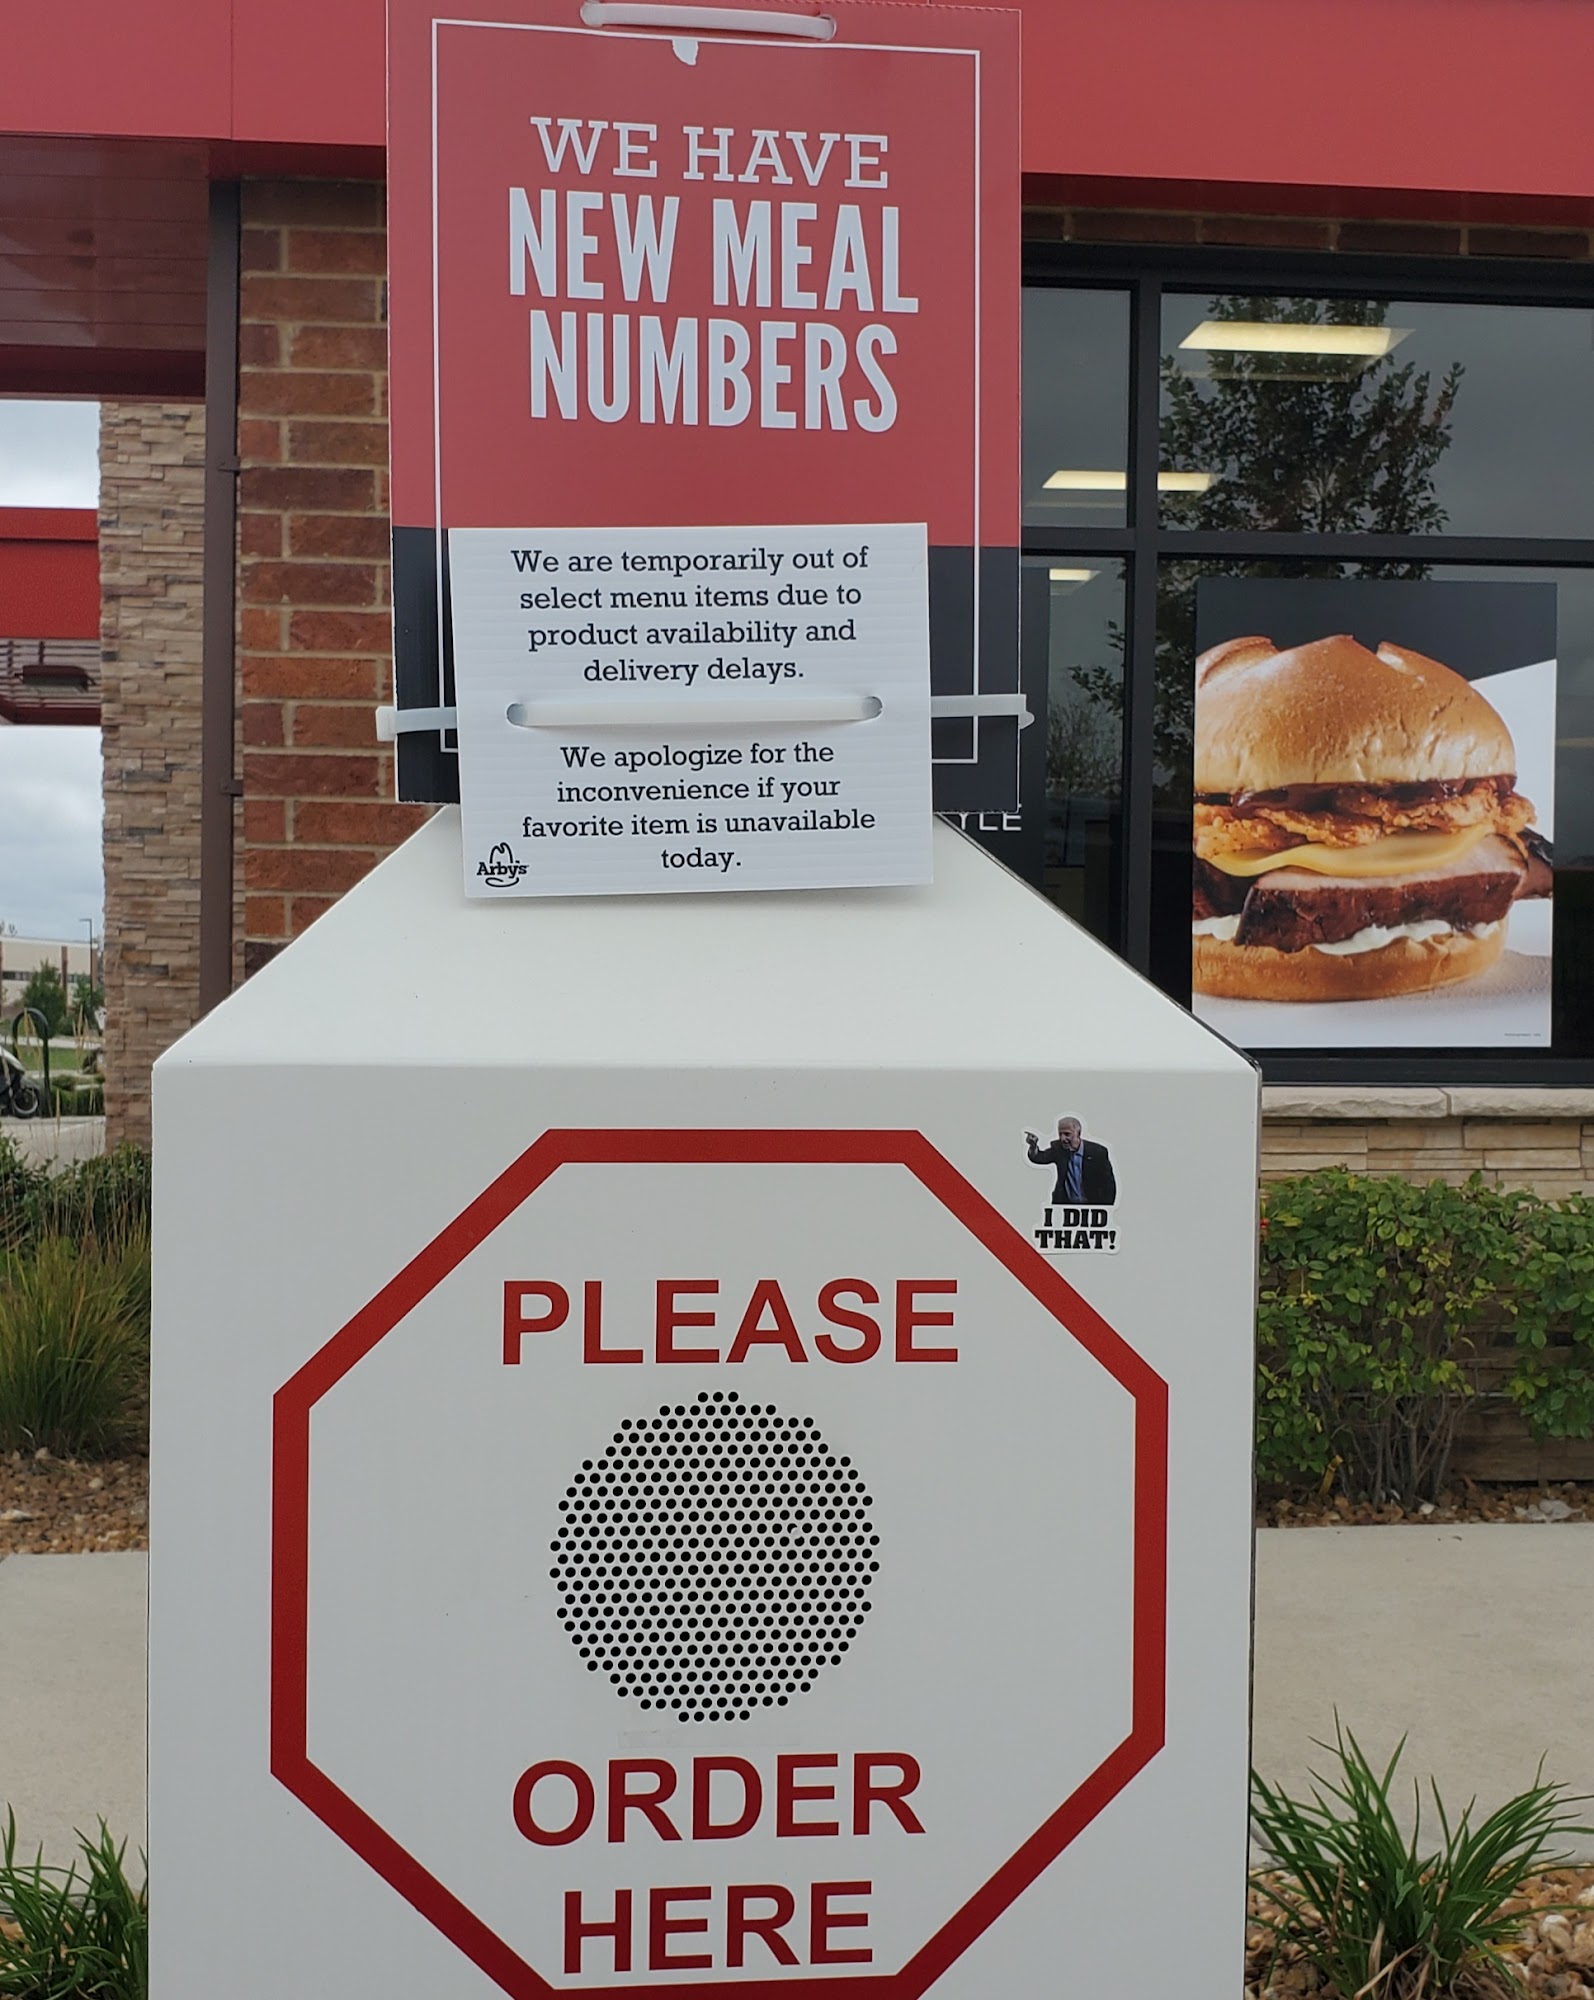 WE HAVE
NEW MEAL
NUMBERS
We are temporarily out of
select menu items due to
product availability and
delivery delays.
We apologize for the
inconvenience if your
favorite item is unavailable
today.
Arby's
YLE
I DID
THAT!
PLEASE
ORDER
HERE